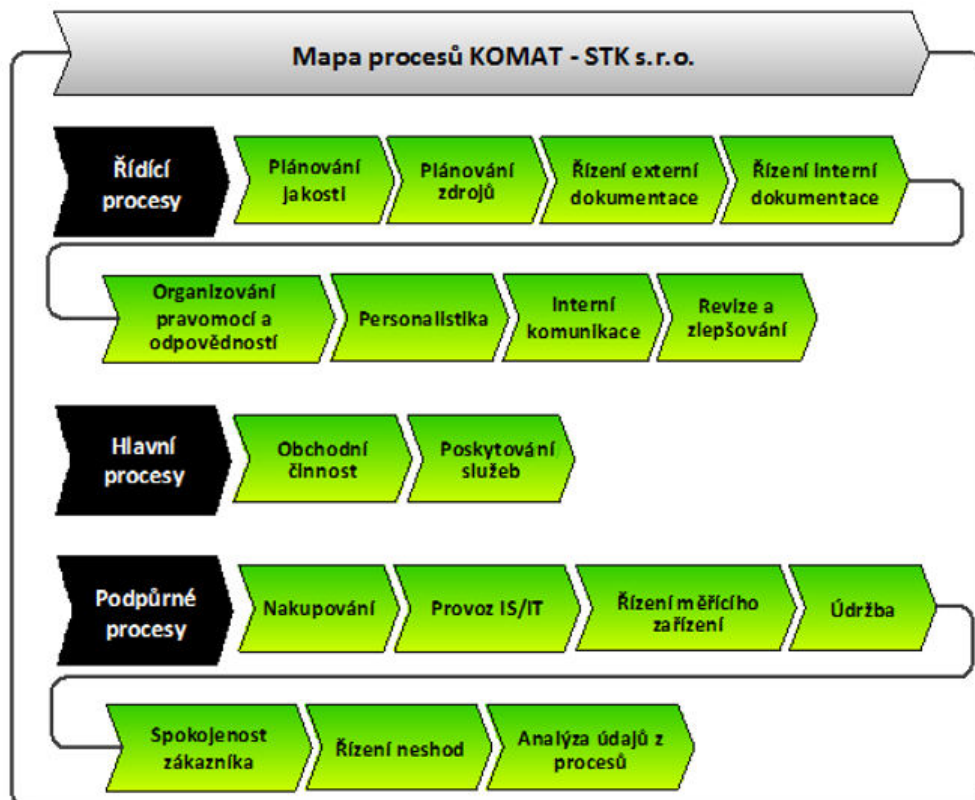 Mapa procesů KOMAT - STK s.r.o.
Řídící
procesy
Plánování
jakosti
Plánování
zdrojů
Řízení externí
dokumentace
Řízení interní
dokumentace
Organizování
pravomocí a
odpovědností
Personalistika
Interní
komunikace
Revize a
zlepšování
Hlavní
procesy
Obchodní
činnost
Poskytování
služeb
Podpůrné
procesy
Nakupování
Provoz IS/IT
Řízení měřícího
zařízení
Údržba
Spokojenost
zákazníka
Řízení neshod
Analýza údajů z
procesů